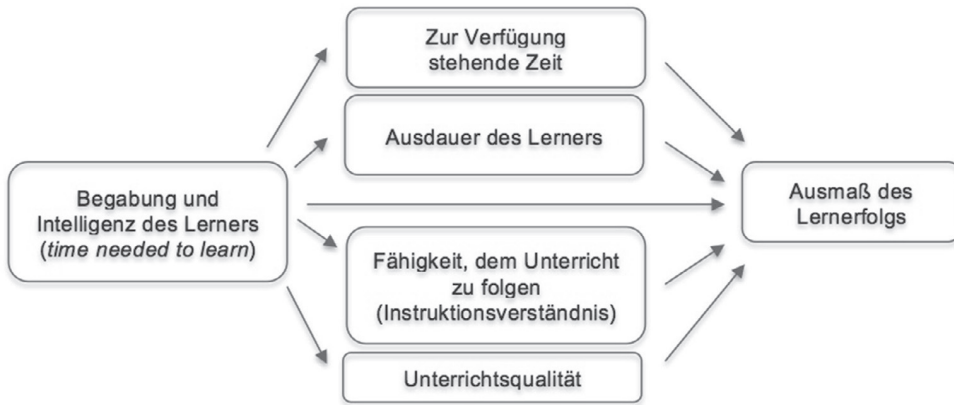 Zur Verfügung
stehende Zeit
Ausdauer des Lerners
Begabung und
Intelligenz des Lerners
(time needed to learn)
Ausmaß des
Lernerfolgs
Fähigkeit, dem Unterricht
zu folgen
(Instruktionsverständnis)
Unterrichtsqualität